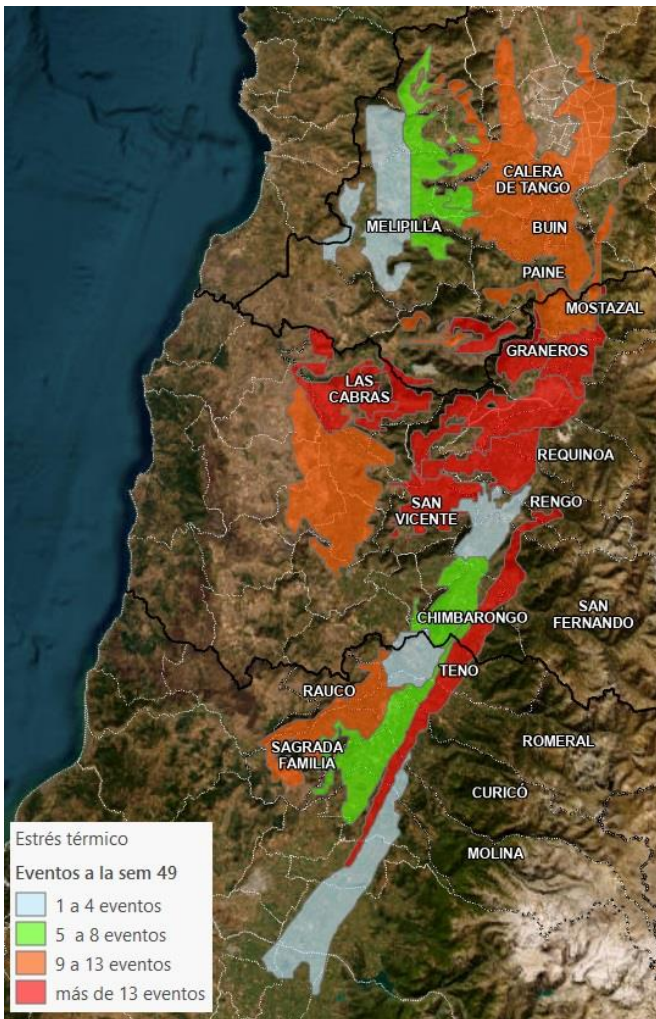 CALERA
DE TANGO
MELIPILLA
BUIN
PAINE
MOSTAZAL
GRANEROS
LAS
CABRAS
REQUINOA
SAN
VICENTE
RENGO
CHIMBARONGO
SAN
FERNANDO
TENO
RAUCO
SAGRADA
FAMILIA
ROMERAL
CURICÓ
MOLINA
Estrés térmico
Eventos a la sem 49
1 a 4 eventos
5 a 8 eventos
9 a 13 eventos
más de 13 eventos